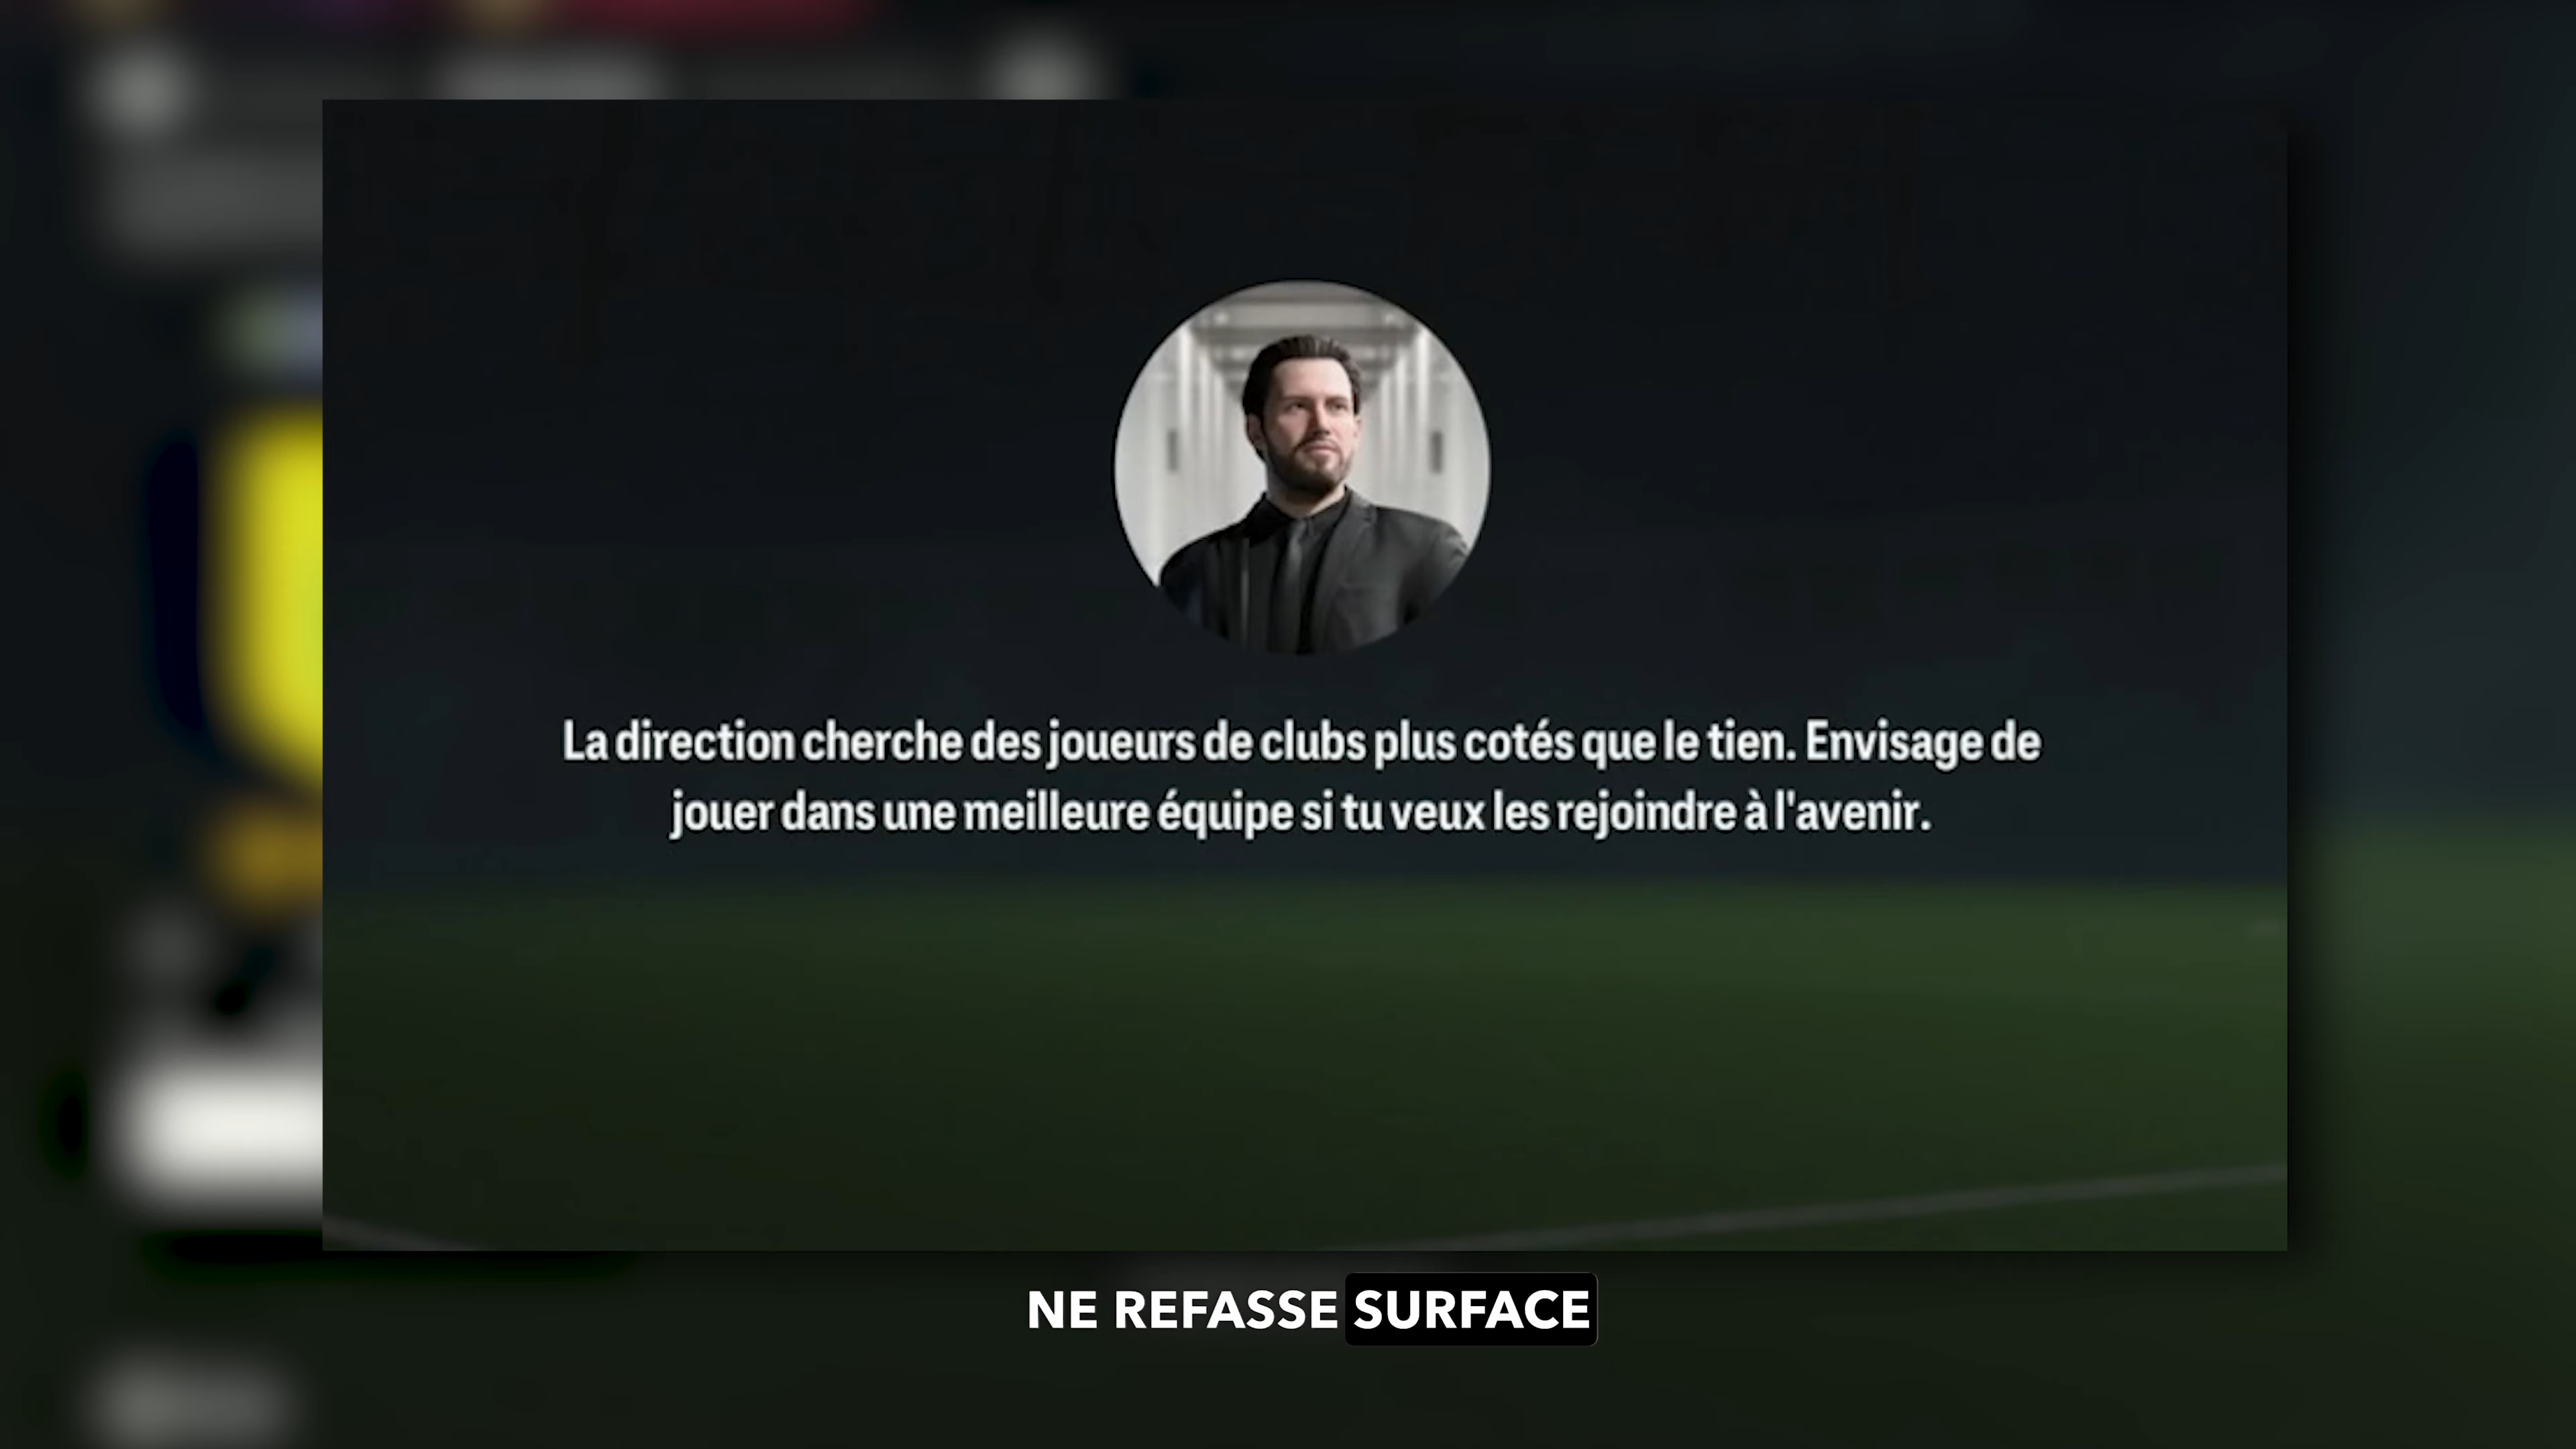 La direction cherche des joueurs de clubs plus cotés que le tien. Envisage de
jouer dans une meilleure équipe si tu veux les rejoindre à l'avenir.
NE REFASSE SURFACE